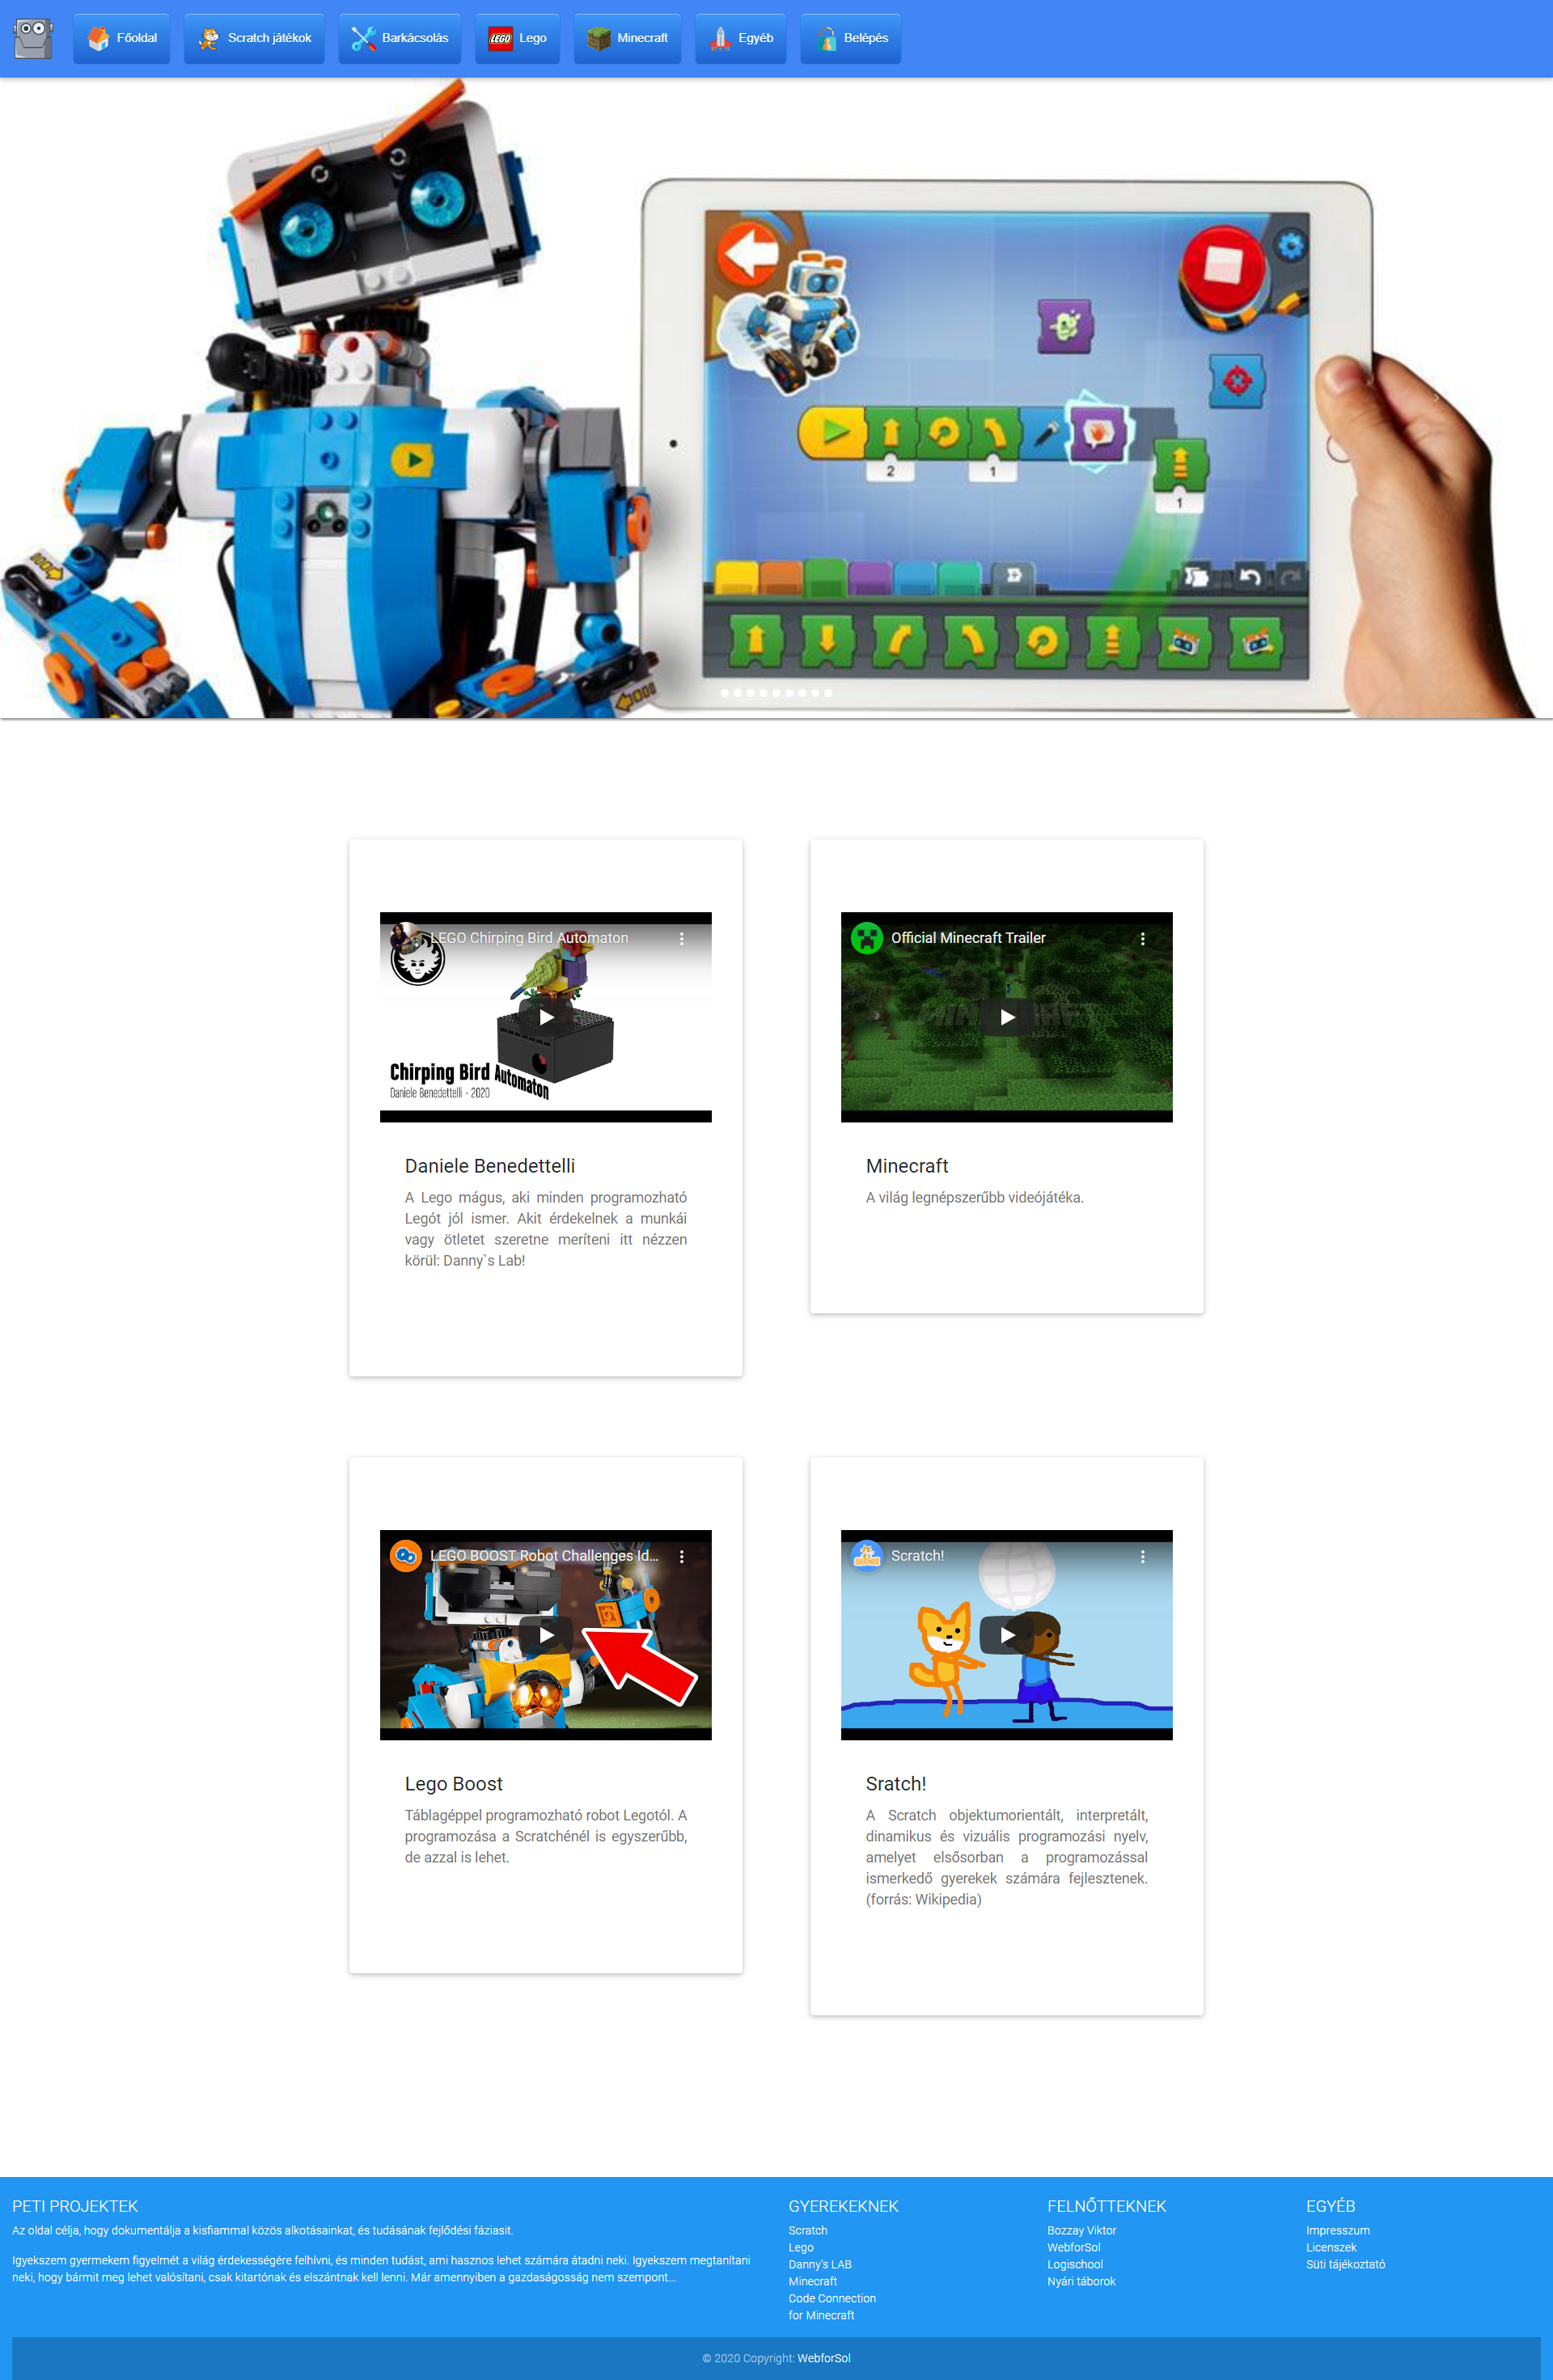 Főoldal
Scratch játékok
Barkácsolás
LEGO
Lego
Minecraft
Egyéb
Belépés
2
1
1
LEGO Chirping Bird Automaton
Chirping Bird Automaton
Daniele Benedettelli - 2020
Official Minecraft Trailer
MINECRAFT
Daniele Benedettelli
A Lego mágus, aki minden programozható
Legót jól ismer. Akit érdekelnek a munkái
vagy ötletet szeretne meríteni itt nézzen
körül: Danny`s Lab!
Minecraft
A világ legnépszerűbb videójátéka.
LEGO BOOST Robot Challenges Id...
Scratch!
Lego Boost
Táblagéppel programozható robot Legotól. A
programozása a Scratchénél is egyszerűbb,
de azzal is lehet.
Sratch!
A Scratch objektumorientált, interpretált,
dinamikus és vizuális programozási nyelv,
amelyet elsősorban a programozással
ismerkedő gyerekek számára fejlesztenek.
(forrás: Wikipedia)
PETI PROJEKTEK
Az oldal célja, hogy dokumentálja a kisfiammal közös alkotásainkat, és tudásának fejlődési fáziasit.
Igyekszem gyermekem figyelmét a világ érdekességére felhívni, és minden tudást, ami hasznos lehet számára átadni neki. Igyekszem megtanítani
neki, hogy bármit meg lehet valósítani, csak kitartónak és elszántnak kell lenni. Már amennyiben a gazdaságosság nem szempont...
GYEREKEKNEK
Scratch
Lego
Danny's LAB
Minecraft
Code Connection
for Minecraft
FELNŐTTEKNEK
Bozzay Viktor
WebforSol
Logischool
Nyári táborok
EGYÉB
Impresszum
Licenszek
Süti tájékoztató
© 2020 Copyright: WebforSol